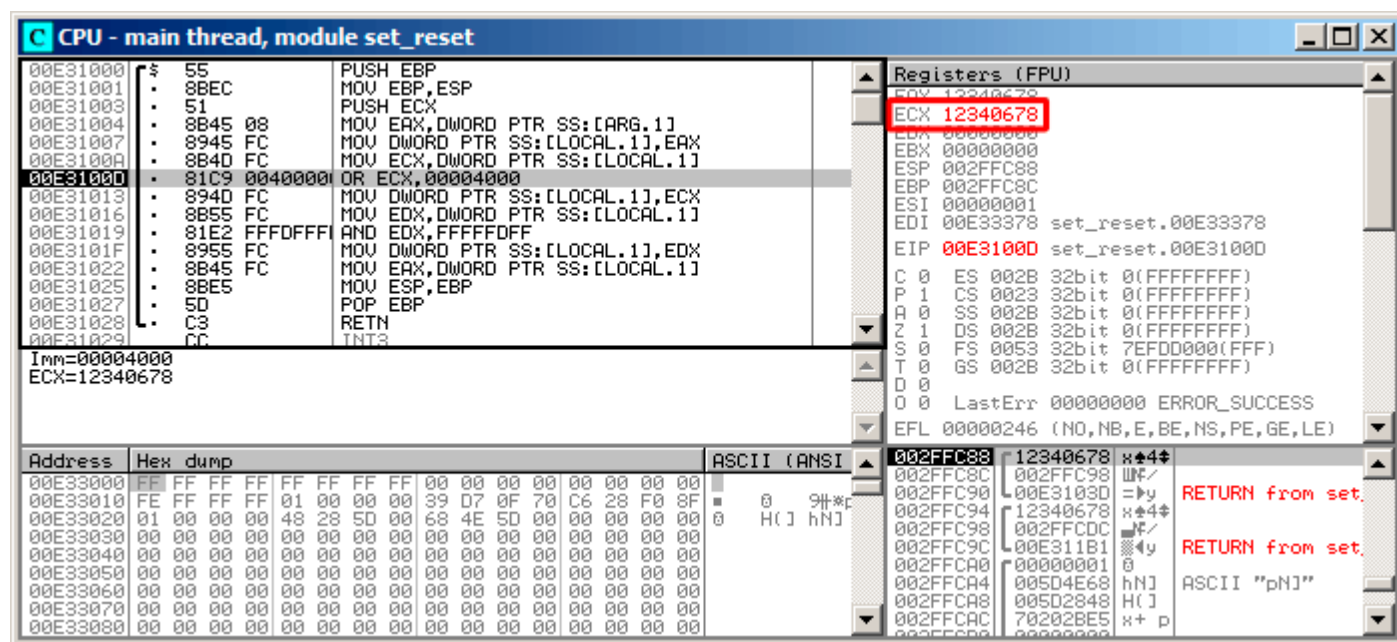 CPU - main thread, module set_reset
00E31000 $ 55 PUSH EBP
00E31001 . 8BEC MOV EBP,ESP
00E31003 . 51 PUSH ECX
00E31004 . 8B45 08 MOV EAX,DWORD PTR SS:[ARG.1]
00E31007 . 8945 FC MOV DWORD PTR SS:[LOCAL.1],EAX
00E3100A . 8B4D FC MOV ECX,DWORD PTR SS:[LOCAL.1]
00E3100D . 81C9 0040000 OR ECX,00004000
00E31013 . 894D FC MOV DWORD PTR SS:[LOCAL.1],ECX
00E31016 . 8B55 FC MOV EDX,DWORD PTR SS:[LOCAL.1]
00E31019 . 81E2 FFFDFFF AND EDX,FFFFFDFF
00E3101F . 8955 FC MOV DWORD PTR SS:[LOCAL.1],EDX
00E31022 . 8B45 FC MOV EAX,DWORD PTR SS:[LOCAL.1]
00E31025 . 8BE5 MOV ESP,EBP
00E31027 . 5D POP EBP
00E31028 . C3 RETN
00E31029 CC INT3
Imm=00004000
ECX=12340678
Registers (FPU)
EAX 12340678
ECX 12340678
EDX 00000000
EBX 00000000
ESP 002FFC88
EBP 002FFC8C
ESI 00000001
EDI 00E33378 set_reset.00E33378
EIP 00E3100D set_reset.00E3100D
C 0 ES 002B 32bit 0(FFFFFFFF)
P 1 CS 0023 32bit 0(FFFFFFFF)
A 0 SS 002B 32bit 0(FFFFFFFF)
Z 1 DS 002B 32bit 0(FFFFFFFF)
S 0 FS 0053 32bit 7EFDD000(FFF)
T 0 GS 002B 32bit 0(FFFFFFFF)
D 0
O 0 LastErr 00000000 ERROR_SUCCESS
EFL 00000246 (NO,NB,E,BE,NS,PE,GE,LE)
Address Hex dump ASCII (ANSI
00E33000 FF FF FF FF FF FF FF FF 00 00 00 00 00 00 00 00
00E33010 FE FF FF FF 01 00 00 00 39 D7 0F 70 C6 28 F0 8F
00E33020 01 00 00 00 48 28 5D 00 68 4E 5D 00 00 00 00 00 H(] hN]
00E33030 00 00 00 00 00 00 00 00 00 00 00 00 00 00 00 00
00E33040 00 00 00 00 00 00 00 00 00 00 00 00 00 00 00 00
00E33050 00 00 00 00 00 00 00 00 00 00 00 00 00 00 00 00
00E33060 00 00 00 00 00 00 00 00 00 00 00 00 00 00 00 00
00E33070 00 00 00 00 00 00 00 00 00 00 00 00 00 00 00 00
00E33080 00 00 00 00 00 00 00 00 00 00 00 00 00 00 00 00
002FFC88 12340678 x♠4‡
002FFC8C 002FFC98
002FFC90 00E3103D =►y RETURN from set_
002FFC94 12340678 x♠4‡
002FFC98 002FFCDC
002FFC9C 00E311B1 ▒◄y RETURN from set_
002FFCA0 00000001
002FFCA4 005D4E68 hN] ASCII "pN]"
002FFCA8 005D2848 H(]
002FFCAC 70202BE5 x+ p